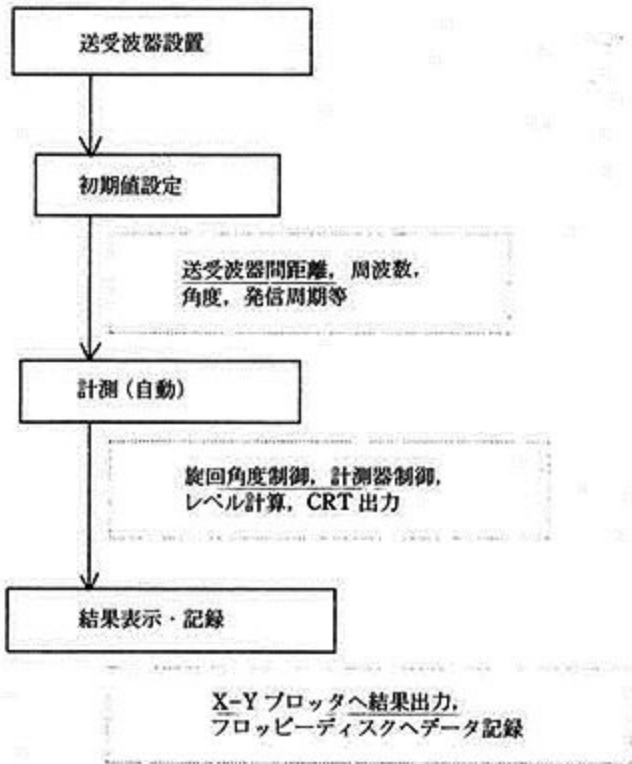 送受波器設置
初期値設定
送受波器間距離，周波数，
角度，発信周期等
計測（自動）
旋回角度制御，計測器制御，
レベル計算，CRT 出力
結果表示・記録
X-Y プロッタへ結果出力，
フロッピーディスクへデータ記録